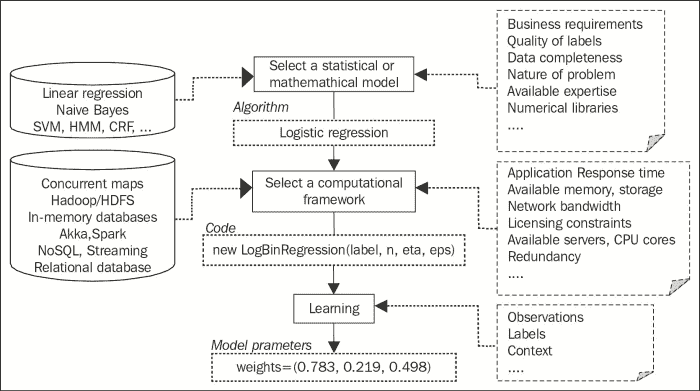 Business requirements
Quality of labels
Data completeness
Nature of problem
Available expertise
Numerical libraries
....
Select a statistical or
mathemathical model
Linear regression
Naive Bayes
SVM, HMM, CRF, ...
Algorithm
Logistic regression
Application Response time
Available memory, storage
Network bandwidth
Licensing constraints
Available servers, CPU cores
Redundancy
....
Select a computational
framework
Concurrent maps
Hadoop/HDFS
In-memory databases
Akka,Spark
NoSQL, Streaming
Relational database
Code
new LogBinRegression(label, n, eta, eps)
Learning
Observations
Labels
Context
....
Model prameters
weights=(0.783, 0.219, 0.498)